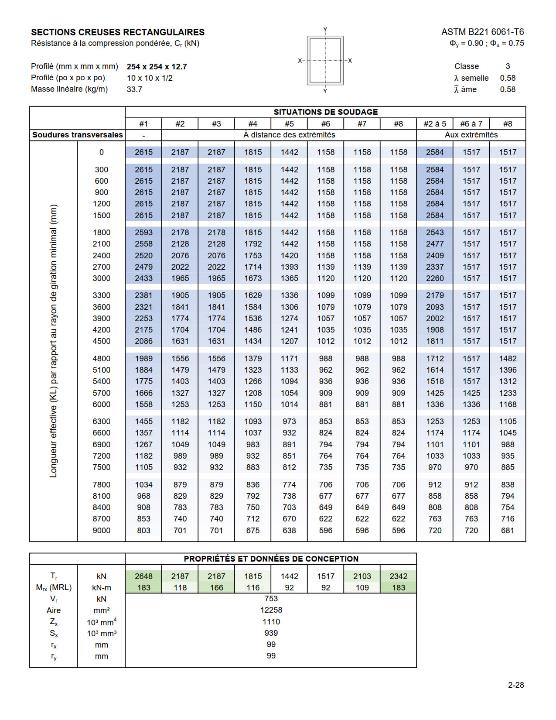 SECTIONS CREUSES RECTANGULAIRES
Résistance à la compression pondérée, Cᵣ (kN)
ASTM B221 6061-T6
Φy = 0.90 ; Φu = 0.75
Profilé (mm x mm x mm) 254 x 254 x 12.7
Profilé (po x po x po) 10 x 10 x 1/2
Masse linéaire (kg/m) 33.7
Y
X X
Y
Classe 3
λ semelle 0.58
λ̅ âme 0.58
SITUATIONS DE SOUDAGE
#1 #2 #3 #4 #5 #6 #7 #8 #2 à 5 #6 à 7 #8
Soudures transversales - À distance des extrémités Aux extrémités
Longueur effective (KL) par rapport au rayon de giration minimal (mm)
0 2615 2187 2187 1815 1442 1158 1158 1158 2584 1517 1517
300 2615 2187 2187 1815 1442 1158 1158 1158 2584 1517 1517
600 2615 2187 2187 1815 1442 1158 1158 1158 2584 1517 1517
900 2615 2187 2187 1815 1442 1158 1158 1158 2584 1517 1517
1200 2615 2187 2187 1815 1442 1158 1158 1158 2584 1517 1517
1500 2615 2187 2187 1815 1442 1158 1158 1158 2584 1517 1517
1800 2593 2178 2178 1815 1442 1158 1158 1158 2543 1517 1517
2100 2558 2128 2128 1792 1442 1158 1158 1158 2477 1517 1517
2400 2520 2076 2076 1753 1420 1158 1158 1158 2409 1517 1517
2700 2479 2022 2022 1714 1393 1139 1139 1139 2337 1517 1517
3000 2433 1965 1965 1673 1365 1120 1120 1120 2260 1517 1517
3300 2381 1905 1905 1629 1336 1099 1099 1099 2179 1517 1517
3600 2321 1841 1841 1584 1306 1079 1079 1079 2093 1517 1517
3900 2253 1774 1774 1536 1274 1057 1057 1057 2002 1517 1517
4200 2175 1704 1704 1486 1241 1035 1035 1035 1908 1517 1517
4500 2086 1631 1631 1434 1207 1012 1012 1012 1811 1517 1517
4800 1989 1556 1556 1379 1171 988 988 988 1712 1517 1482
5100 1884 1479 1479 1323 1133 962 962 962 1614 1517 1396
5400 1775 1403 1403 1266 1094 936 936 936 1518 1517 1312
5700 1666 1327 1327 1208 1054 909 909 909 1425 1425 1233
6000 1558 1253 1253 1150 1014 881 881 881 1336 1336 1168
6300 1455 1182 1182 1093 973 853 853 853 1253 1253 1105
6600 1357 1114 1114 1037 932 824 824 824 1174 1174 1045
6900 1267 1049 1049 983 891 794 794 794 1101 1101 988
7200 1182 989 989 932 851 764 764 764 1033 1033 935
7500 1105 932 932 883 812 735 735 735 970 970 885
7800 1034 879 879 836 774 706 706 706 912 912 838
8100 968 829 829 792 738 677 677 677 858 858 794
8400 908 783 783 750 703 649 649 649 808 808 754
8700 853 740 740 712 670 622 622 622 763 763 716
9000 803 701 701 675 638 596 596 596 720 720 681
PROPRIÉTÉS ET DONNÉES DE CONCEPTION
Tᵣ kN 2648 2187 2187 1815 1442 1517 2103 2342
Mrx (MRL) kN-m 183 118 166 116 92 92 109 183
Vᵣ kN 753
Aire mm² 12258
Zx 10³ mm⁴ 1110
Sx 10³ mm³ 939
rx mm 99
ry mm 99
2-28